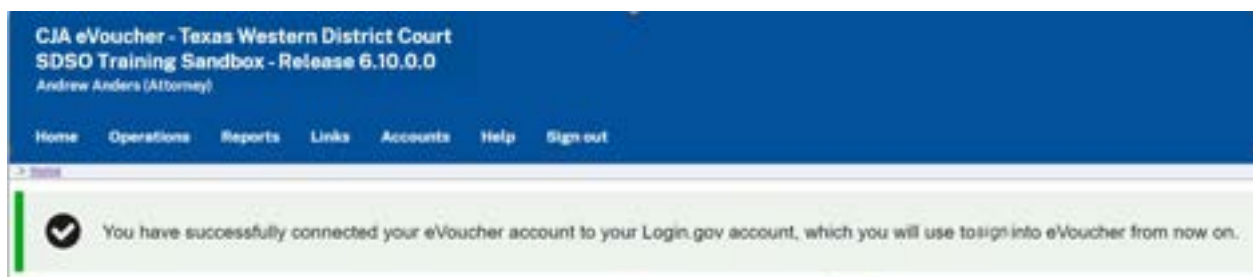 CJA eVoucher - Texas Western District Court
SDSO Training Sandbox - Release 6.10.0.0
Andrew Anders (Attorney)
Home Operations Reports Links Accounts Help Sign out
> Home
You have successfully connected your eVoucher account to your Login.gov account, which you will use tosign into eVoucher from now on.